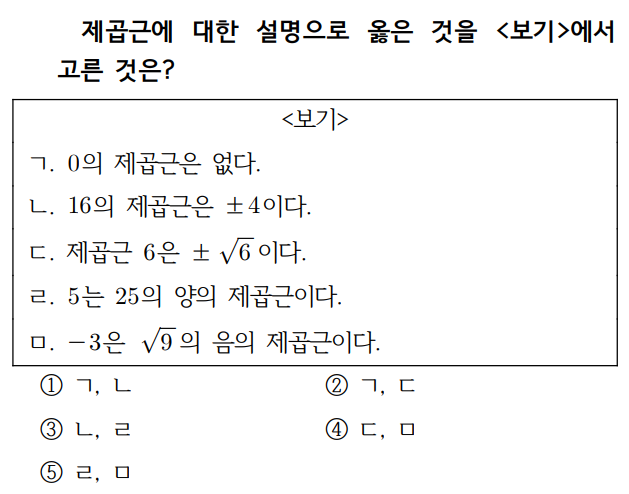 제곱근에 대한 설명으로 옳은 것을 <보기>에서
고른 것은?
<보기>
ㄱ. 0의 제곱근은 없다.
ㄴ. 16의 제곱근은 ±4이다.
ㄷ. 제곱근 6은 ±√6이다.
ㄹ. 5는 25의 양의 제곱근이다.
ㅁ. −3은 √9의 음의 제곱근이다.
① ㄱ, ㄴ ② ㄱ, ㄷ
③ ㄴ, ㄹ ④ ㄷ, ㅁ
⑤ ㄹ, ㅁ